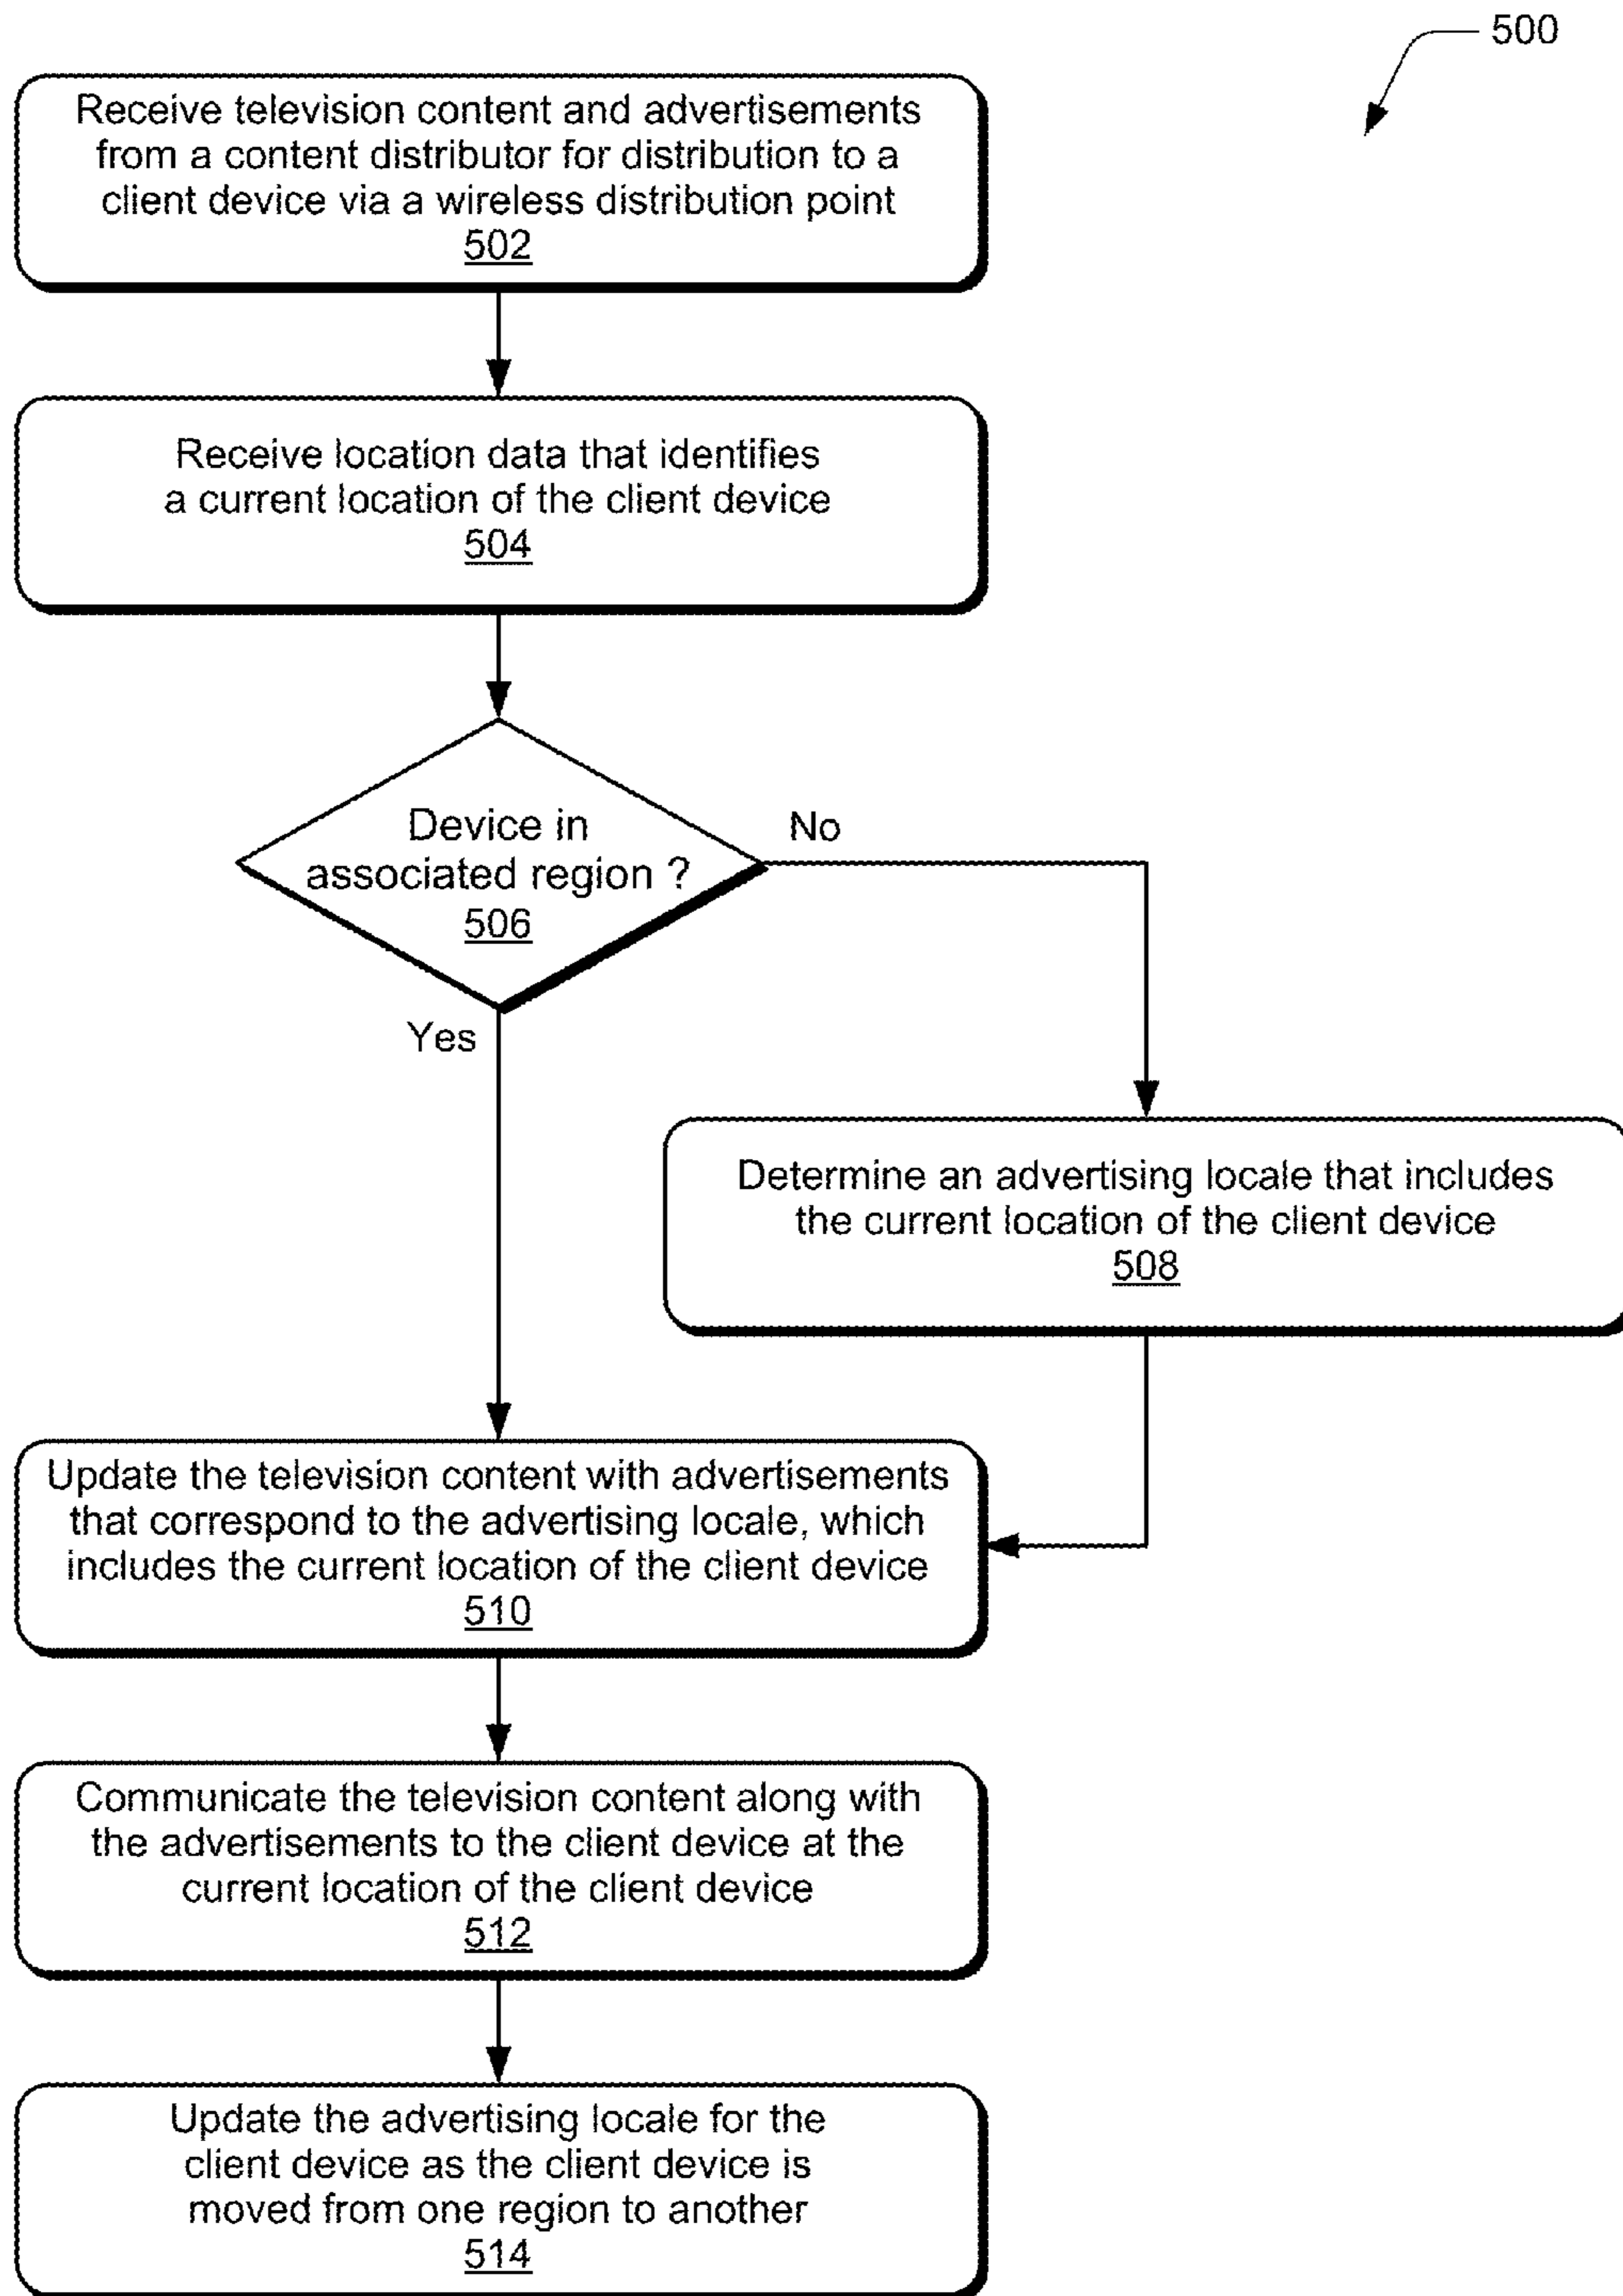 500
Receive television content and advertisements
from a content distributor for distribution to a
client device via a wireless distribution point
502
Receive location data that identifies
a current location of the client device
504
Device in
associated region ?
506
No
Yes
Determine an advertising locale that includes
the current location of the client device
508
Update the television content with advertisements
that correspond to the advertising locale, which
includes the current location of the client device
510
Communicate the television content along with
the advertisements to the client device at the
current location of the client device
512
Update the advertising locale for the
client device as the client device is
moved from one region to another
514